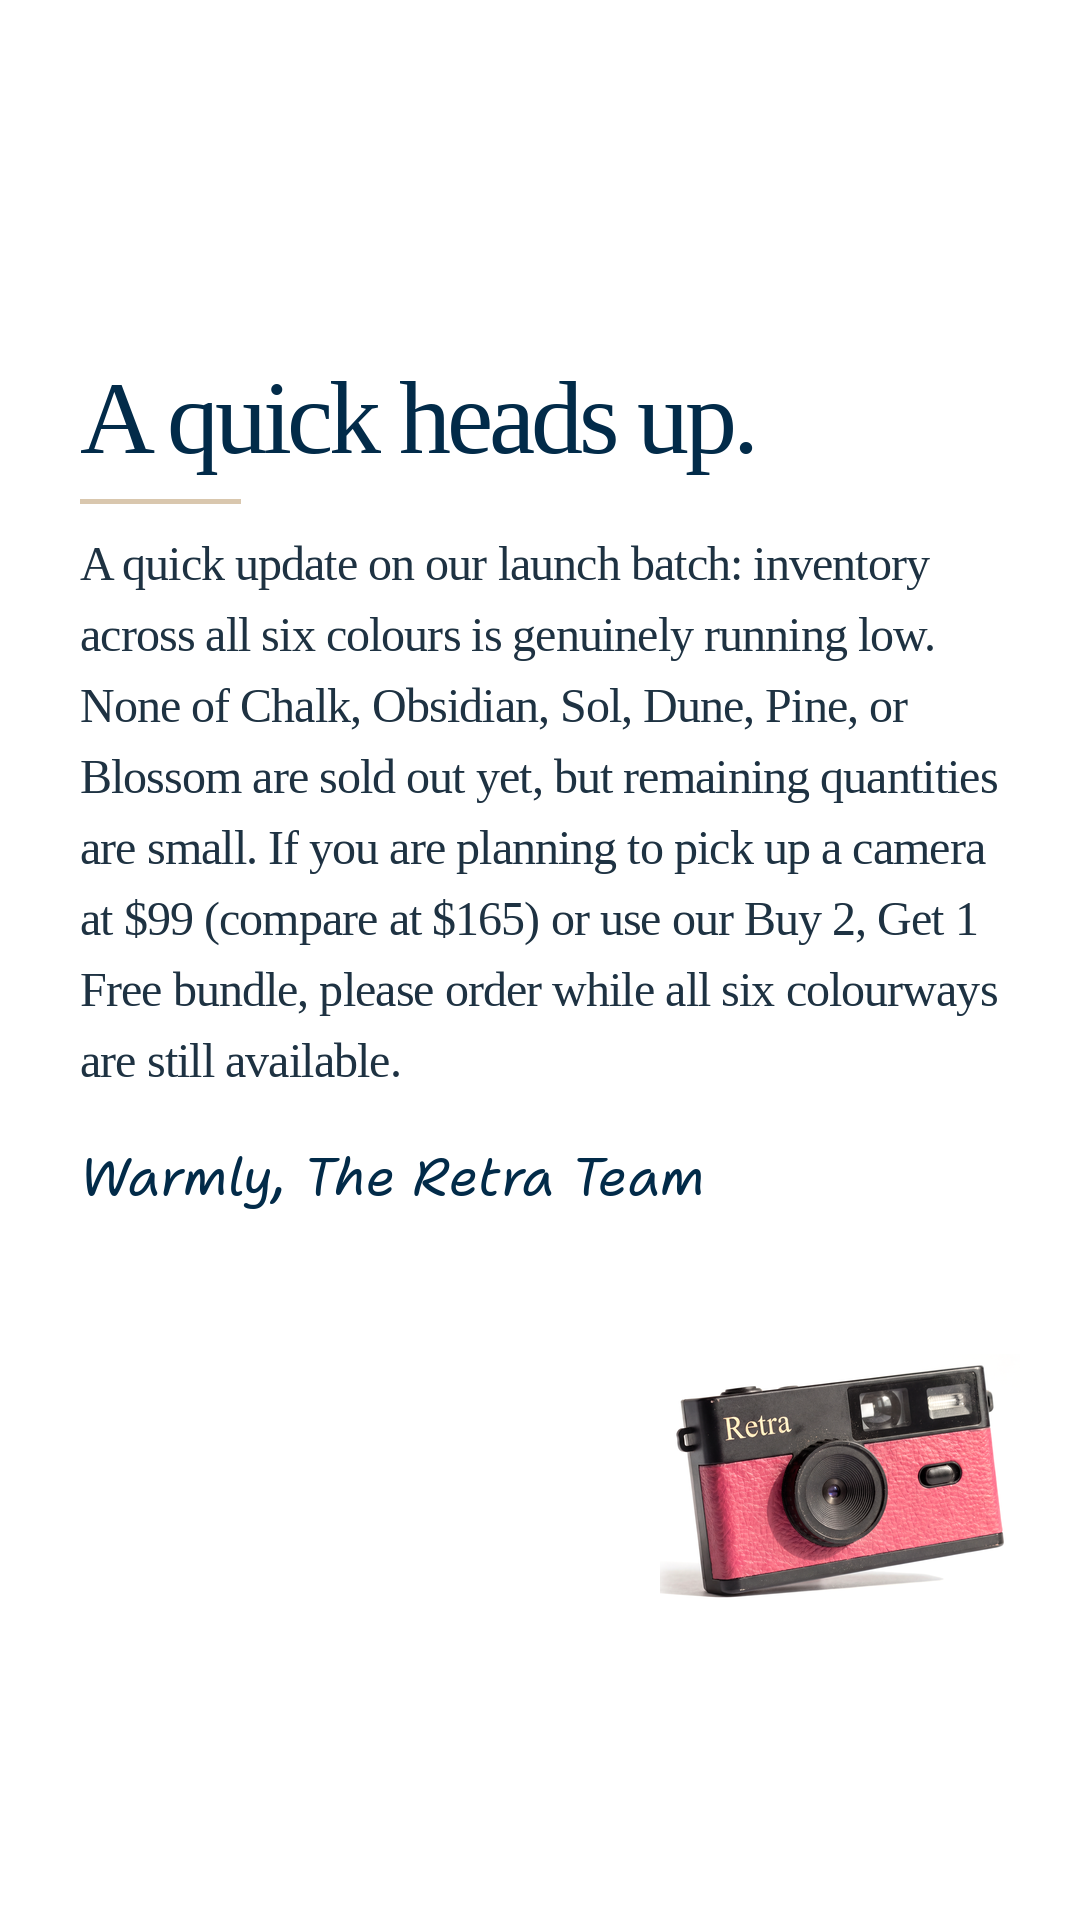 A quick heads up.
A quick update on our launch batch: inventory
across all six colours is genuinely running low.
None of Chalk, Obsidian, Sol, Dune, Pine, or
Blossom are sold out yet, but remaining quantities
are small. If you are planning to pick up a camera
at $99 (compare at $165) or use our Buy 2, Get 1
Free bundle, please order while all six colourways
are still available.
Warmly, The Retra Team
Retra